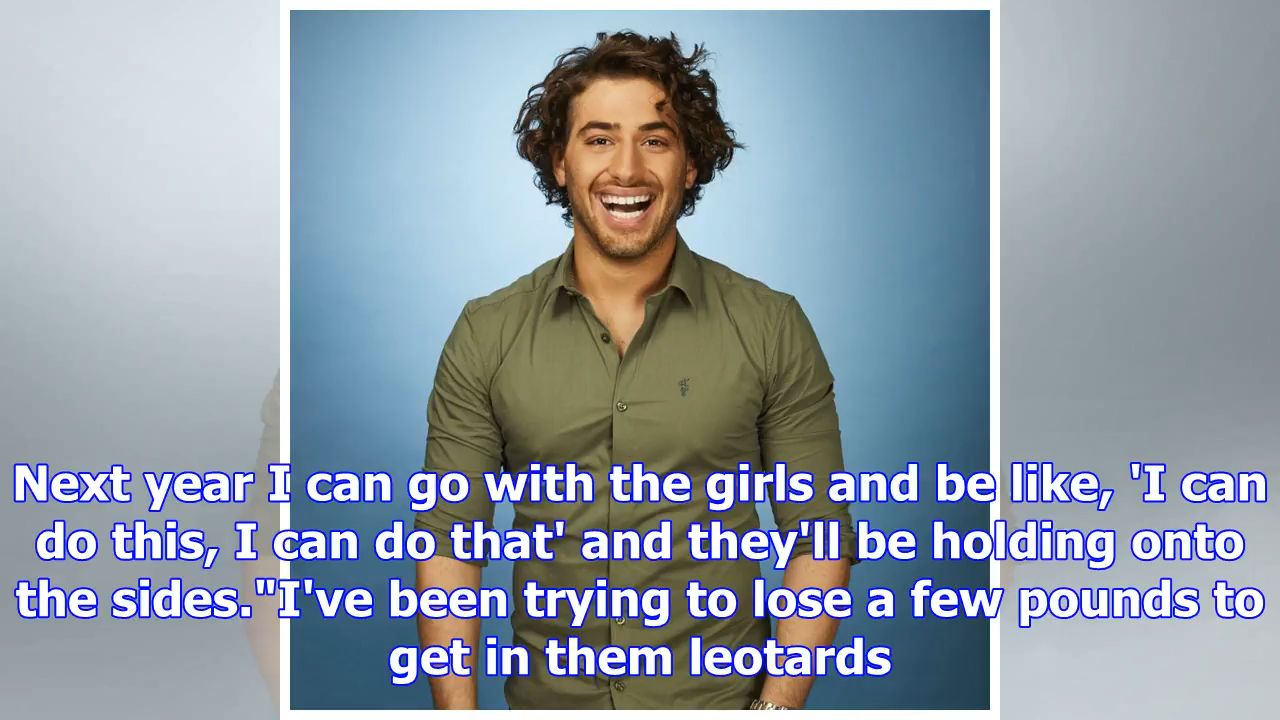 Next year I can go with the girls and be like, 'I can
do this, I can do that' and they'll be holding onto
the sides."I've been trying to lose a few pounds to
get in them leotards